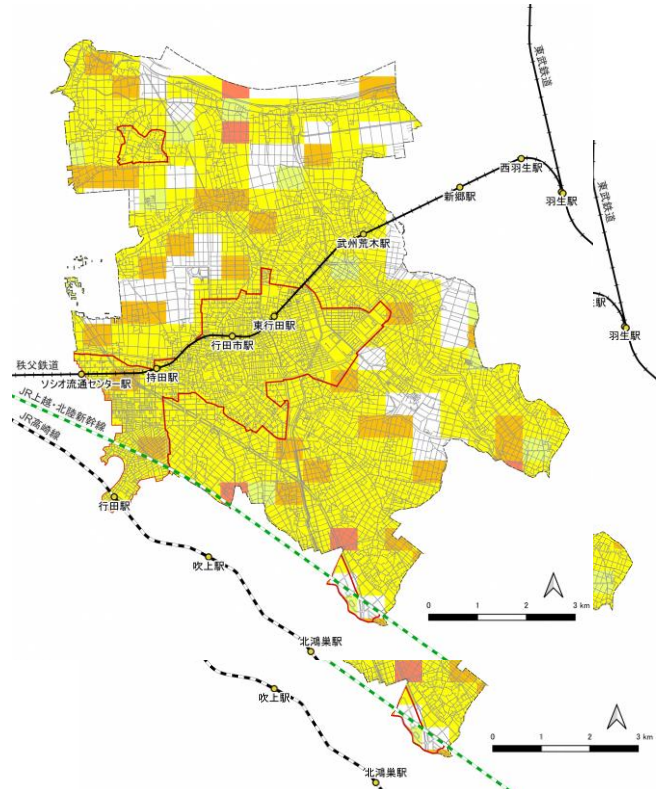 東武鉄道
西羽生駅
新郷駅
羽生駅
東武鉄道
武州荒木駅
東行田駅
行田市駅
羽生駅
秩父鉄道
持田駅
ソシオ流通センター駅
JR上越・北陸新幹線
JR高崎線
行田駅
吹上駅
0 1 2 3 km
北鴻巣駅
吹上駅
0 1 2 3 km
北鴻巣駅